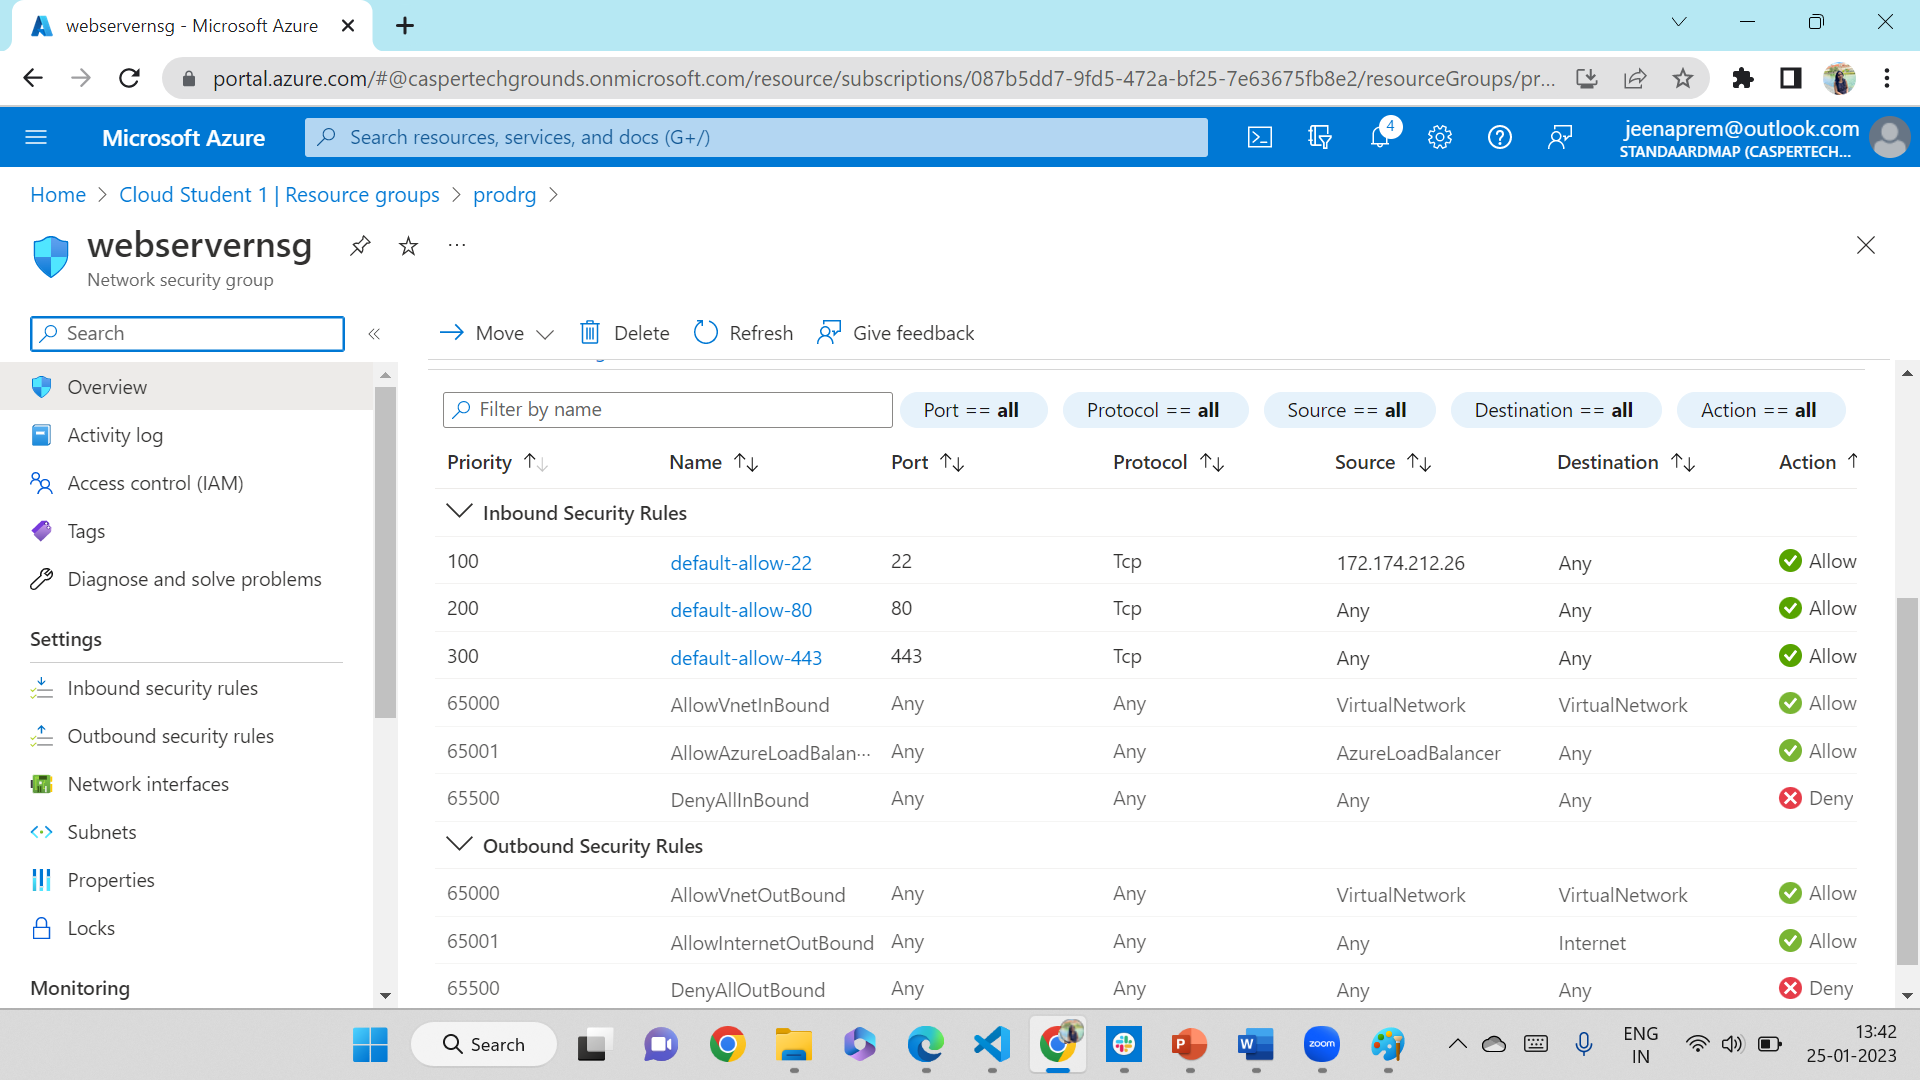 webservernsg - Microsoft Azure
portal.azure.com/#@caspertechgrounds.onmicrosoft.com/resource/subscriptions/087b5dd7-9fd5-472a-bf25-7e63675fb8e2/resourceGroups/pr...
Microsoft Azure
Search resources, services, and docs (G+/)
4
jeenaprem@outlook.com
STANDAARDMAP (CASPERTECH...
Home > Cloud Student 1 | Resource groups > prodrg >
webservernsg
Network security group
Search
Move
Delete
Refresh
Give feedback
Overview
Activity log
Access control (IAM)
Tags
Diagnose and solve problems
Settings
Inbound security rules
Outbound security rules
Network interfaces
Subnets
Properties
Locks
Monitoring
Filter by name
Port == all
Protocol == all
Source == all
Destination == all
Action == all
Priority Name Port Protocol Source Destination Action
Inbound Security Rules
100 default-allow-22 22 Tcp 172.174.212.26 Any Allow
200 default-allow-80 80 Tcp Any Any Allow
300 default-allow-443 443 Tcp Any Any Allow
65000 AllowVnetInBound Any Any VirtualNetwork VirtualNetwork Allow
65001 AllowAzureLoadBalan... Any Any AzureLoadBalancer Any Allow
65500 DenyAllInBound Any Any Any Any Deny
Outbound Security Rules
65000 AllowVnetOutBound Any Any VirtualNetwork VirtualNetwork Allow
65001 AllowInternetOutBound Any Any Any Internet Allow
65500 DenyAllOutBound Any Any Any Any Deny
Search
zoom
ENG
IN
13:42
25-01-2023